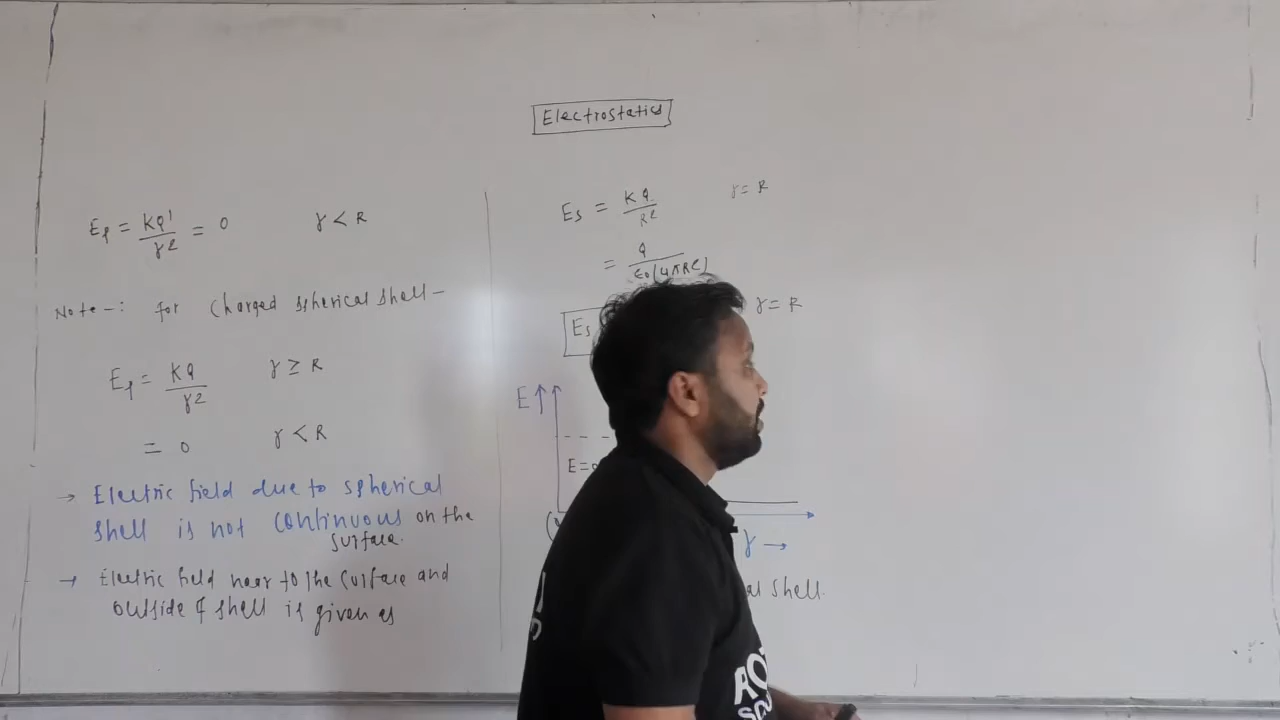 Electrostatics
Ep = KQ'/r² = 0 r < R
Note-: for charged spherical shell-
Ep = KQ/r² r ≥ R
= 0 r < R
→ Electric field due to spherical
shell is not continuous on the
surface.
→ Electric field near to the surface and
outside of shell is given as
Es = KQ/R² r = R
= Q/ε0(4πR²)
Es r = R
E ↑
E=0
r →
shell.